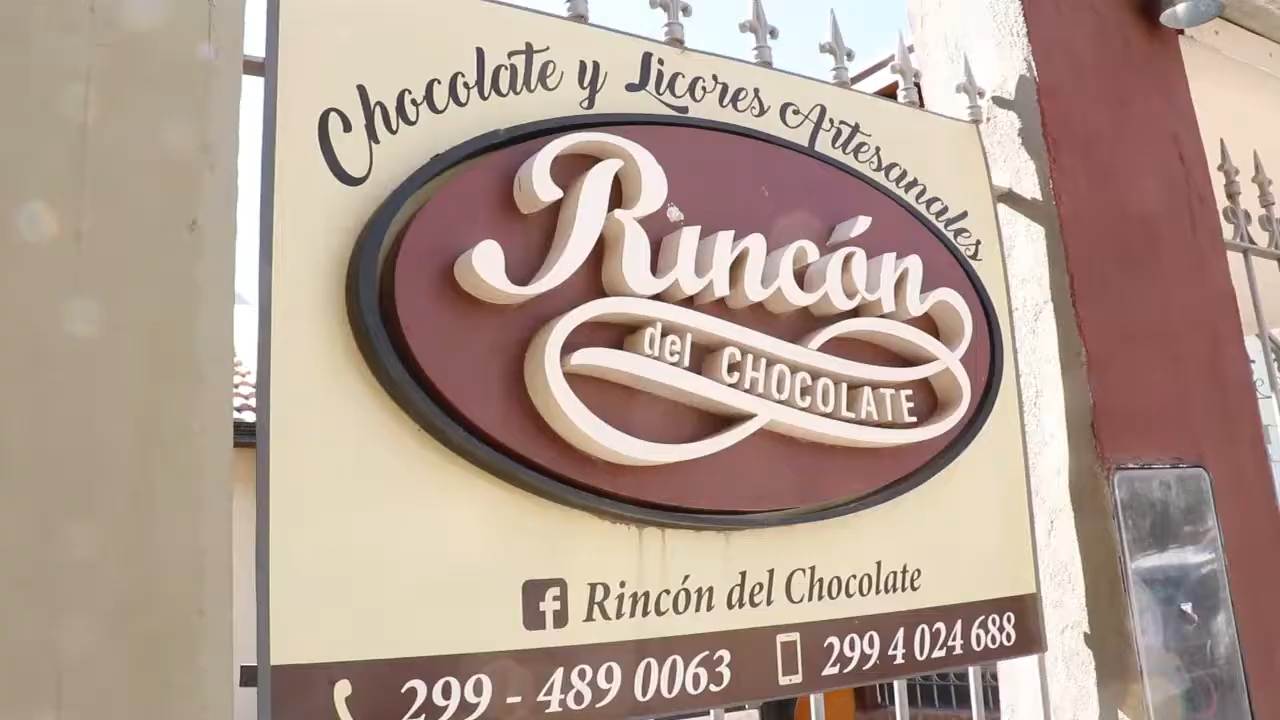 Chocolate y Licores Artesanales
Rincón
del CHOCOLATE
Rincón del Chocolate
299 - 489 0063
299 4 024 688